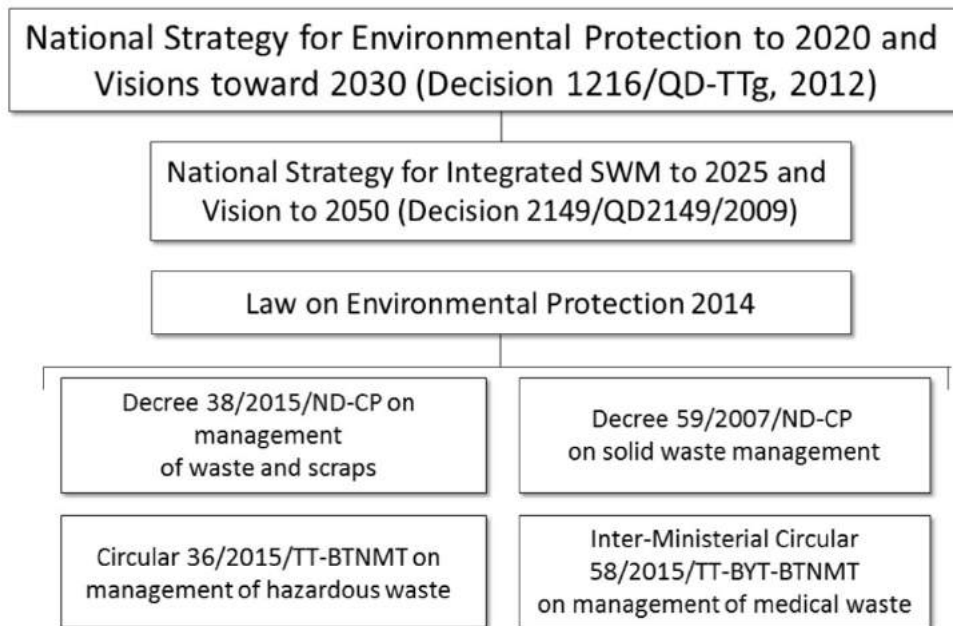 National Strategy for Environmental Protection to 2020 and
Visions toward 2030 (Decision 1216/QD-TTg, 2012)
National Strategy for Integrated SWM to 2025 and
Vision to 2050 (Decision 2149/QD2149/2009)
Law on Environmental Protection 2014
Decree 38/2015/ND-CP on
management
of waste and scraps
Decree 59/2007/ND-CP
on solid waste management
Circular 36/2015/TT-BTNMT on
management of hazardous waste
Inter-Ministerial Circular
58/2015/TT-BYT-BTNMT
on management of medical waste